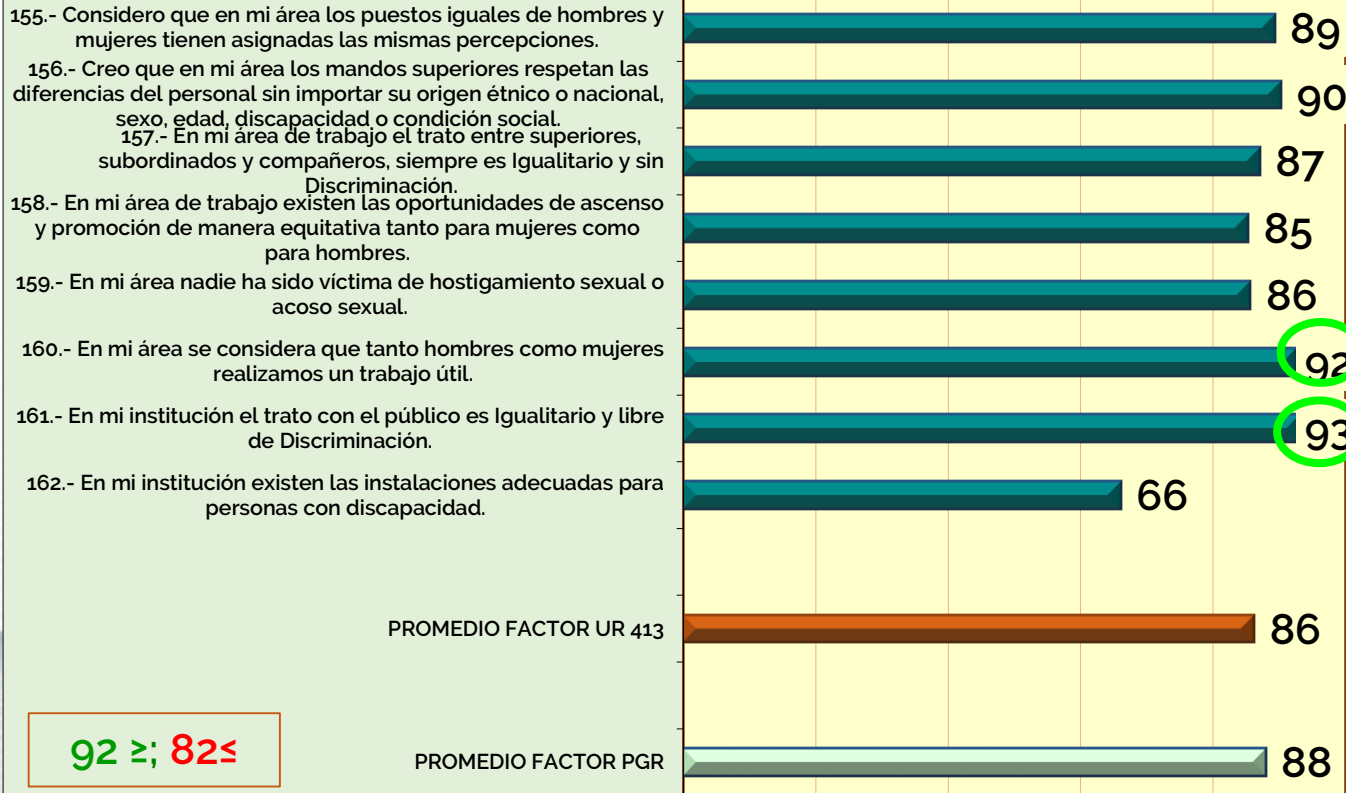 155.- Considero que en mi área los puestos iguales de hombres y
mujeres tienen asignadas las mismas percepciones.
89
156.- Creo que en mi área los mandos superiores respetan las
diferencias del personal sin importar su origen étnico o nacional,
sexo, edad, discapacidad o condición social.
90
157.- En mi área de trabajo el trato entre superiores,
subordinados y compañeros, siempre es Igualitario y sin
Discriminación.
87
158.- En mi área de trabajo existen las oportunidades de ascenso
y promoción de manera equitativa tanto para mujeres como
para hombres.
85
159.- En mi área nadie ha sido víctima de hostigamiento sexual o
acoso sexual.
86
160.- En mi área se considera que tanto hombres como mujeres
realizamos un trabajo útil.
92
161.- En mi institución el trato con el público es Igualitario y libre
de Discriminación.
93
162.- En mi institución existen las instalaciones adecuadas para
personas con discapacidad.
66
PROMEDIO FACTOR UR 413
86
92 ≥; 82≤
PROMEDIO FACTOR PGR
88